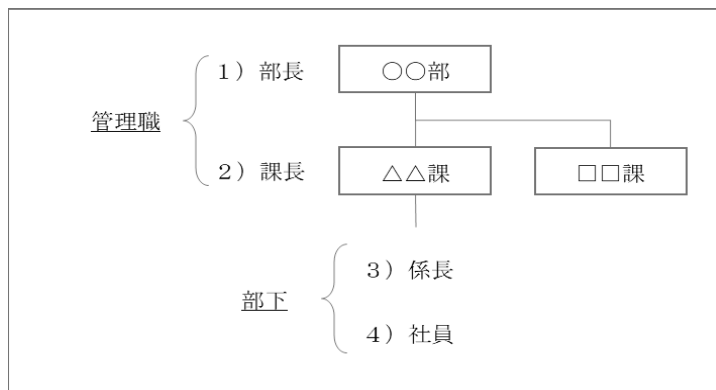 1）部長
○○部
管理職
2）課長
△△課
□□課
3）係長
部下
4）社員